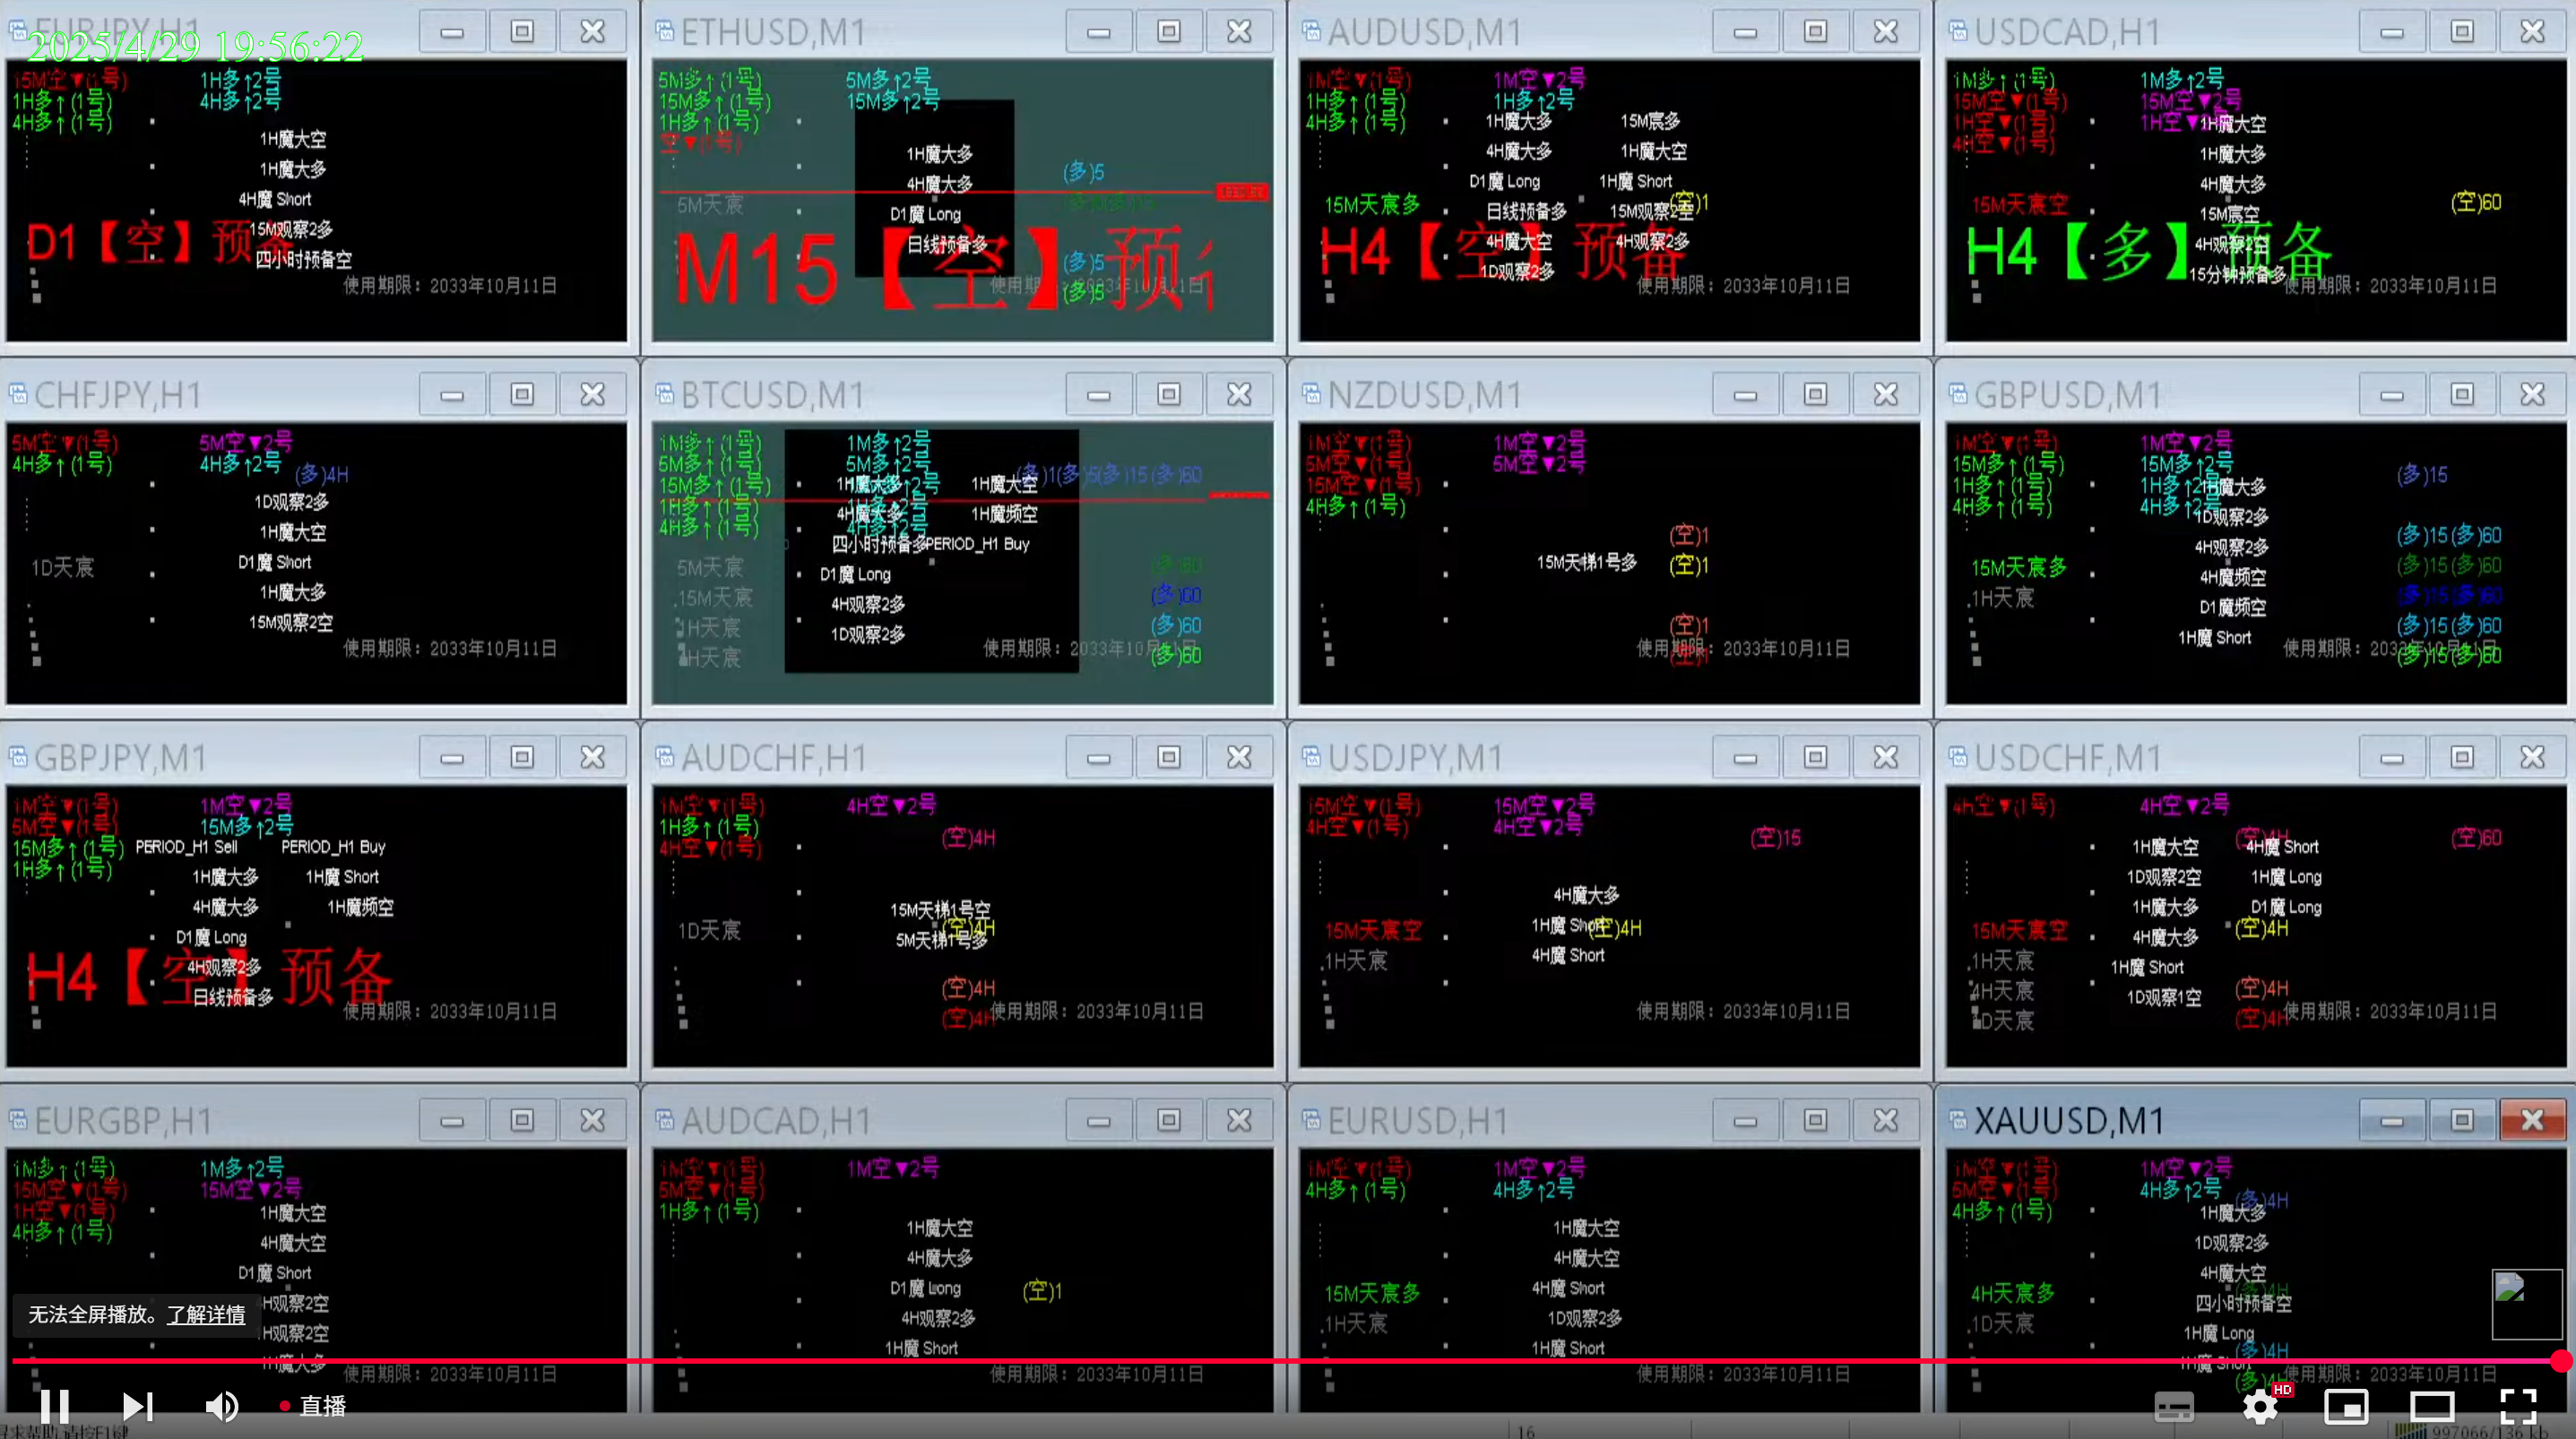 EURJPY,H1
2025/4/29 19:56:22
15M空▼(1号) 1H多↑2号
1H多↑(1号) 4H多↑2号
4H多↑(1号)
1H魔大空
1H魔大多
4H魔 Short
15M观察2多
D1【空】预备
四小时预备空
使用期限：2033年10月11日
ETHUSD,M1
5M多↑(1号) 5M多↑2号
15M多↑(1号) 15M多↑2号
1H多↑(1号)
空▼(1号)
1H魔大多
(多)5
4H魔大多
5M天宸
D1魔 Long
日线预备多
M15【空】预
(多)5
(多)5
AUDUSD,M1
1M空▼(1号) 1M空▼2号
1H多↑(1号) 1H多↑2号
4H多↑(1号) 1H魔大多 15M宸多
4H魔大多 1H魔大空
D1魔 Long 1H魔 Short
15M天宸多 (空)1
日线预备多 15M观察2空
4H魔大空 4H观察2多
H4【空】预备
1D观察2多
使用期限：2033年10月11日
USDCAD,H1
1M多↑(1号) 1M多↑2号
15M空▼(1号) 15M空▼2号
1H空▼(1号) 1H空▼2号
1H魔大空
4H空▼(1号)
1H魔大多
4H魔大多
15M天宸空 (空)60
15M宸空
4H观察2空
H4【多】预备
15分钟预备多
使用期限：2033年10月11日
CHFJPY,H1
5M空▼(1号) 5M空▼2号
4H多↑(1号) 4H多↑2号
(多)4H
1D观察2多
1H魔大空
D1魔 Short
1D天宸
1H魔大多
15M观察2空
使用期限：2033年10月11日
BTCUSD,M1
1M多↑(1号) 1M多↑2号
5M多↑(1号) 5M多↑2号
(多)1(多)5(多)15(多)60
15M多↑(1号) 1H魔大多 1H魔大空
1H多↑(1号) 1H多↑2号
4H魔大多 1H魔频空
4H多↑(1号) 4H多↑2号
四小时预备多 PERIOD_H1 Buy
5M天宸 D1魔 Long (多)60
15M天宸 4H观察2多 (多)60
1H天宸 1D观察2多 (多)60
4H天宸 (多)60
使用期限：2033年10月11日
NZDUSD,M1
1M空▼(1号) 1M空▼2号
5M空▼(1号) 5M空▼2号
15M空▼(1号)
4H多↑(1号)
(空)1
15M天梯1号多 (空)1
(空)1
使用期限：2033年10月11日
GBPUSD,M1
1M空▼(1号) 1M空▼2号
15M多↑(1号) 15M多↑2号
(多)15
1H多↑(1号) 1H多↑2号
1H魔大多
4H多↑(1号) 4H多↑2号
1D观察2多
4H观察2多 (多)15(多)60
15M天宸多 4H魔频空 (多)15(多)60
1H天宸 D1魔频空 (多)15(多)60
1H魔 Short (多)15(多)60
(多)15(多)60
使用期限：2033年10月11日
GBPJPY,M1
1M空▼(1号) 1M空▼2号
5M空▼(1号) 15M多↑2号
15M多↑(1号) PERIOD_H1 Sell PERIOD_H1 Buy
1H多↑(1号)
1H魔大多 1H魔 Short
4H魔大多 1H魔频空
D1魔 Long
4H观察2多
H4【空】预备
日线预备多
使用期限：2033年10月11日
AUDCHF,H1
1M空▼(1号) 4H空▼2号
1H多↑(1号)
(空)4H
4H空▼(1号)
15M天梯1号空
1D天宸 (空)4H
5M天梯1号多
(空)4H
(空)4H
使用期限：2033年10月11日
USDJPY,M1
15M空▼(1号) 15M空▼2号
4H空▼(1号) 4H空▼2号
(空)15
4H魔大多
15M天宸空 1H魔 Short (空)4H
1H天宸 4H魔 Short
使用期限：2033年10月11日
USDCHF,M1
4H空▼(1号) 4H空▼2号
(空)4H (空)60
1H魔大空 4H魔 Short
1D观察2空 1H魔 Long
1H魔大多 D1魔 Long
15M天宸空 (空)4H
4H魔大多
1H天宸 1H魔 Short
4H天宸 1D观察1空 (空)4H
1D天宸 (空)4H
使用期限：2033年10月11日
EURGBP,H1
1M多↑(1号) 1M多↑2号
15M空▼(1号) 15M空▼2号
1H空▼(1号) 1H魔大空
4H多↑(1号)
4H魔大空
D1魔 Short
4H观察2空
H观察2空
1H魔大多
使用期限：2033年10月11日
AUDCAD,H1
1M空▼(1号) 1M空▼2号
5M空▼(1号)
1H多↑(1号)
1H魔大空
4H魔大多
D1魔 Long (空)1
4H观察2多
1H魔 Short
使用期限：2033年10月11日
EURUSD,H1
1M空▼(1号) 1M空▼2号
4H多↑(1号) 4H多↑2号
1H魔大空
4H魔大空
15M天宸多 4H魔 Short
1H天宸 1D观察2多
1H魔 Short
使用期限：2033年10月11日
XAUUSD,M1
1M空▼(1号) 1M空▼2号
5M空▼(1号) 4H多↑2号
(多)4H
4H多↑(1号) 1H魔大多
1D观察2多
4H魔大空
4H天宸多 (多)4H
四小时预备空
1D天宸 1H魔 Long
(多)4H
1H魔 Short
使用期限：2033年10月11日
无法全屏播放。了解详情
直播
HD
16
997066/136 kb